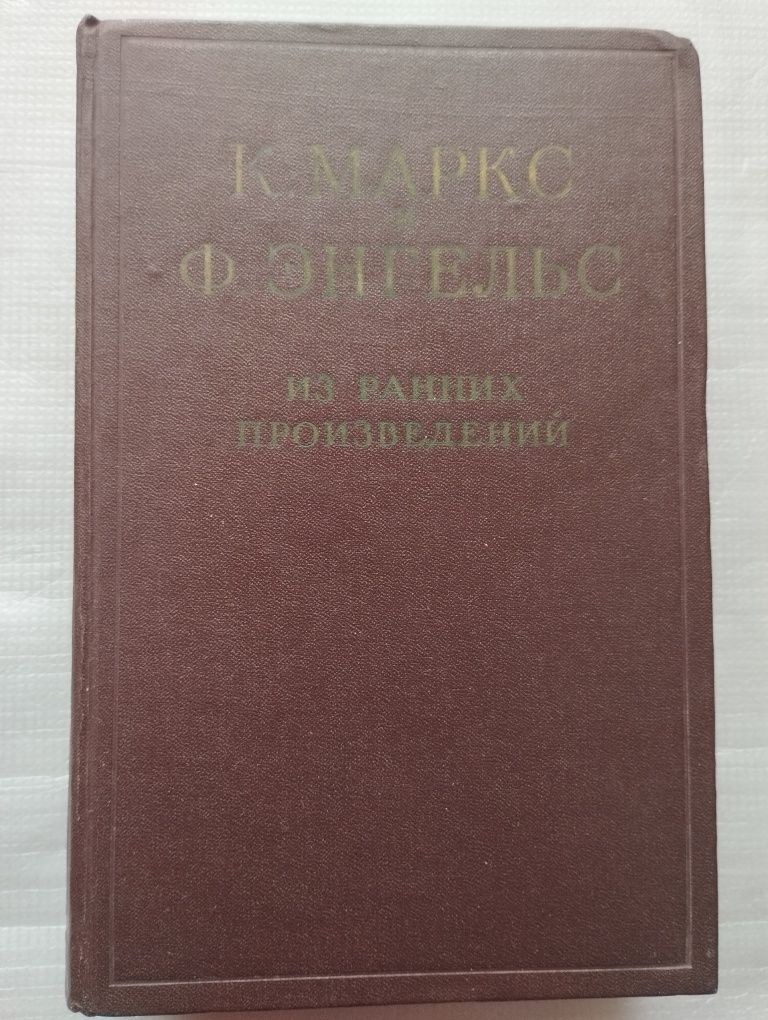 К. МАРКС
и
Ф. ЭНГЕЛЬС
ИЗ РАННИХ
ПРОИЗВЕДЕНИЙ